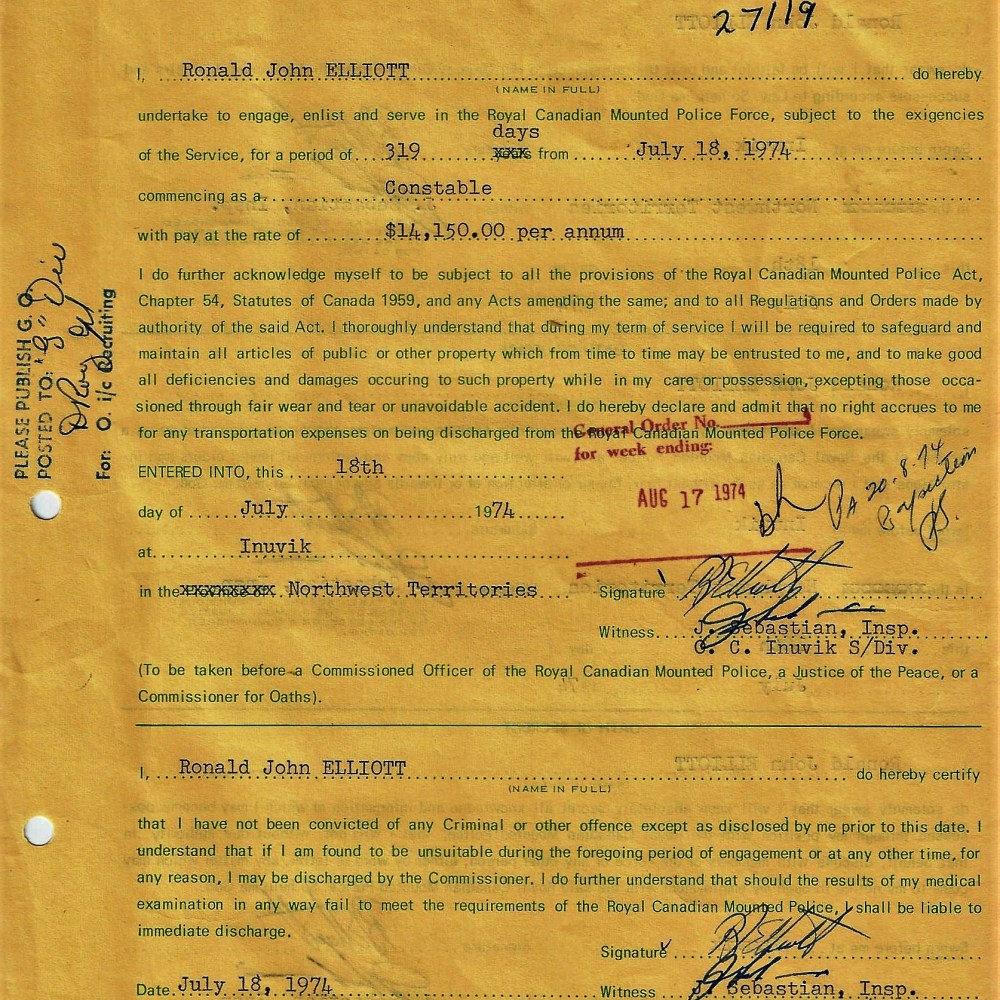 27119
I, Ronald John ELLIOTT do hereby
(NAME IN FULL)
undertake to engage, enlist and serve in the Royal Canadian Mounted Police Force, subject to the exigencies
days
of the Service, for a period of 319 years from July 18, 1974
commencing as a Constable
with pay at the rate of $14,150.00 per annum
I do further acknowledge myself to be subject to all the provisions of the Royal Canadian Mounted Police Act,
Chapter 54, Statutes of Canada 1959, and any Acts amending the same; and to all Regulations and Orders made by
authority of the said Act. I thoroughly understand that during my term of service I will be required to safeguard and
maintain all articles of public or other property which from time to time may be entrusted to me, and to make good
all deficiencies and damages occuring to such property while in my care or possession, excepting those occa-
sioned through fair wear and tear or unavoidable accident. I do hereby declare and admit that no right accrues to me
for any transportation expenses on being discharged from the Royal Canadian Mounted Police Force.
General Order No.
for week ending:
AUG 17 1974
PA 20-8-74
ENTERED INTO, this 18th
day of July 1974
at Inuvik
in the Province of Northwest Territories
Signature R Elliott
Witness J. Sebastian, Insp.
O. C. Inuvik S/Div.
(To be taken before a Commissioned Officer of the Royal Canadian Mounted Police, a Justice of the Peace, or a
Commissioner for Oaths).
I, Ronald John ELLIOTT do hereby certify
(NAME IN FULL)
that I have not been convicted of any Criminal or other offence except as disclosed by me prior to this date. I
understand that if I am found to be unsuitable during the foregoing period of engagement or at any other time, for
any reason, I may be discharged by the Commissioner. I do further understand that should the results of my medical
examination in any way fail to meet the requirements of the Royal Canadian Mounted Police, I shall be liable to
immediate discharge.
Signature R Elliott
Date July 18, 1974
Witness J. Sebastian, Insp.
PLEASE PUBLISH G. O.
POSTED TO: "G" Div
For: O. i/c Recruiting